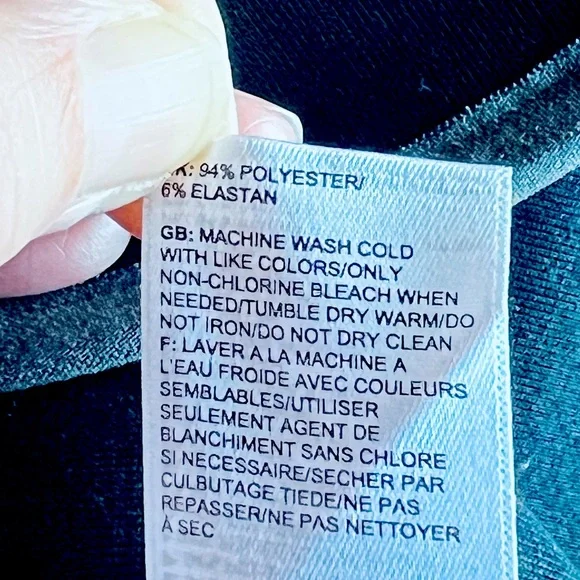 94% POLYESTER/
6% ELASTAN
GB: MACHINE WASH COLD
WITH LIKE COLORS/ONLY
NON-CHLORINE BLEACH WHEN
NEEDED/TUMBLE DRY WARM/DO
NOT IRON/DO NOT DRY CLEAN
F: LAVER A LA MACHINE A
L'EAU FROIDE AVEC COULEURS
SEMBLABLES/UTILISER
SEULEMENT AGENT DE
BLANCHIMENT SANS CHLORE
SI NECESSAIRE/SECHER PAR
CULBUTAGE TIEDE/NE PAS
REPASSER/NE PAS NETTOYER
À SEC